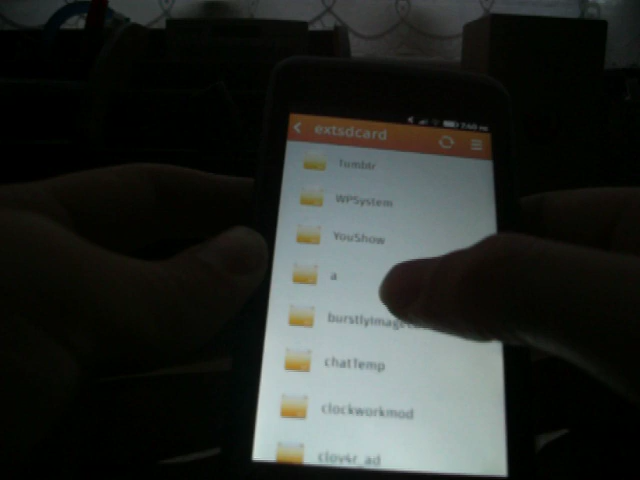 extsdcard
Tumblr
WPSystem
YouShow
a
chatTemp
clockworkmod